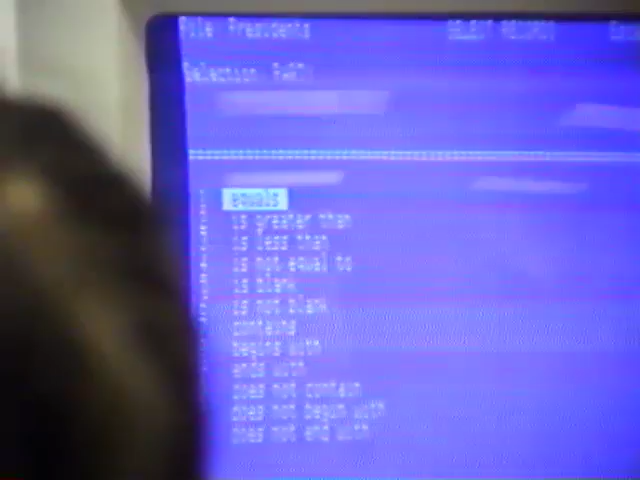 File: Presidents SELECT RECORDS
Selection
equals
is greater than
is less than
is not equal to
is blank
is not blank
contains
begins with
ends with
does not contain
does not begin with
does not end with